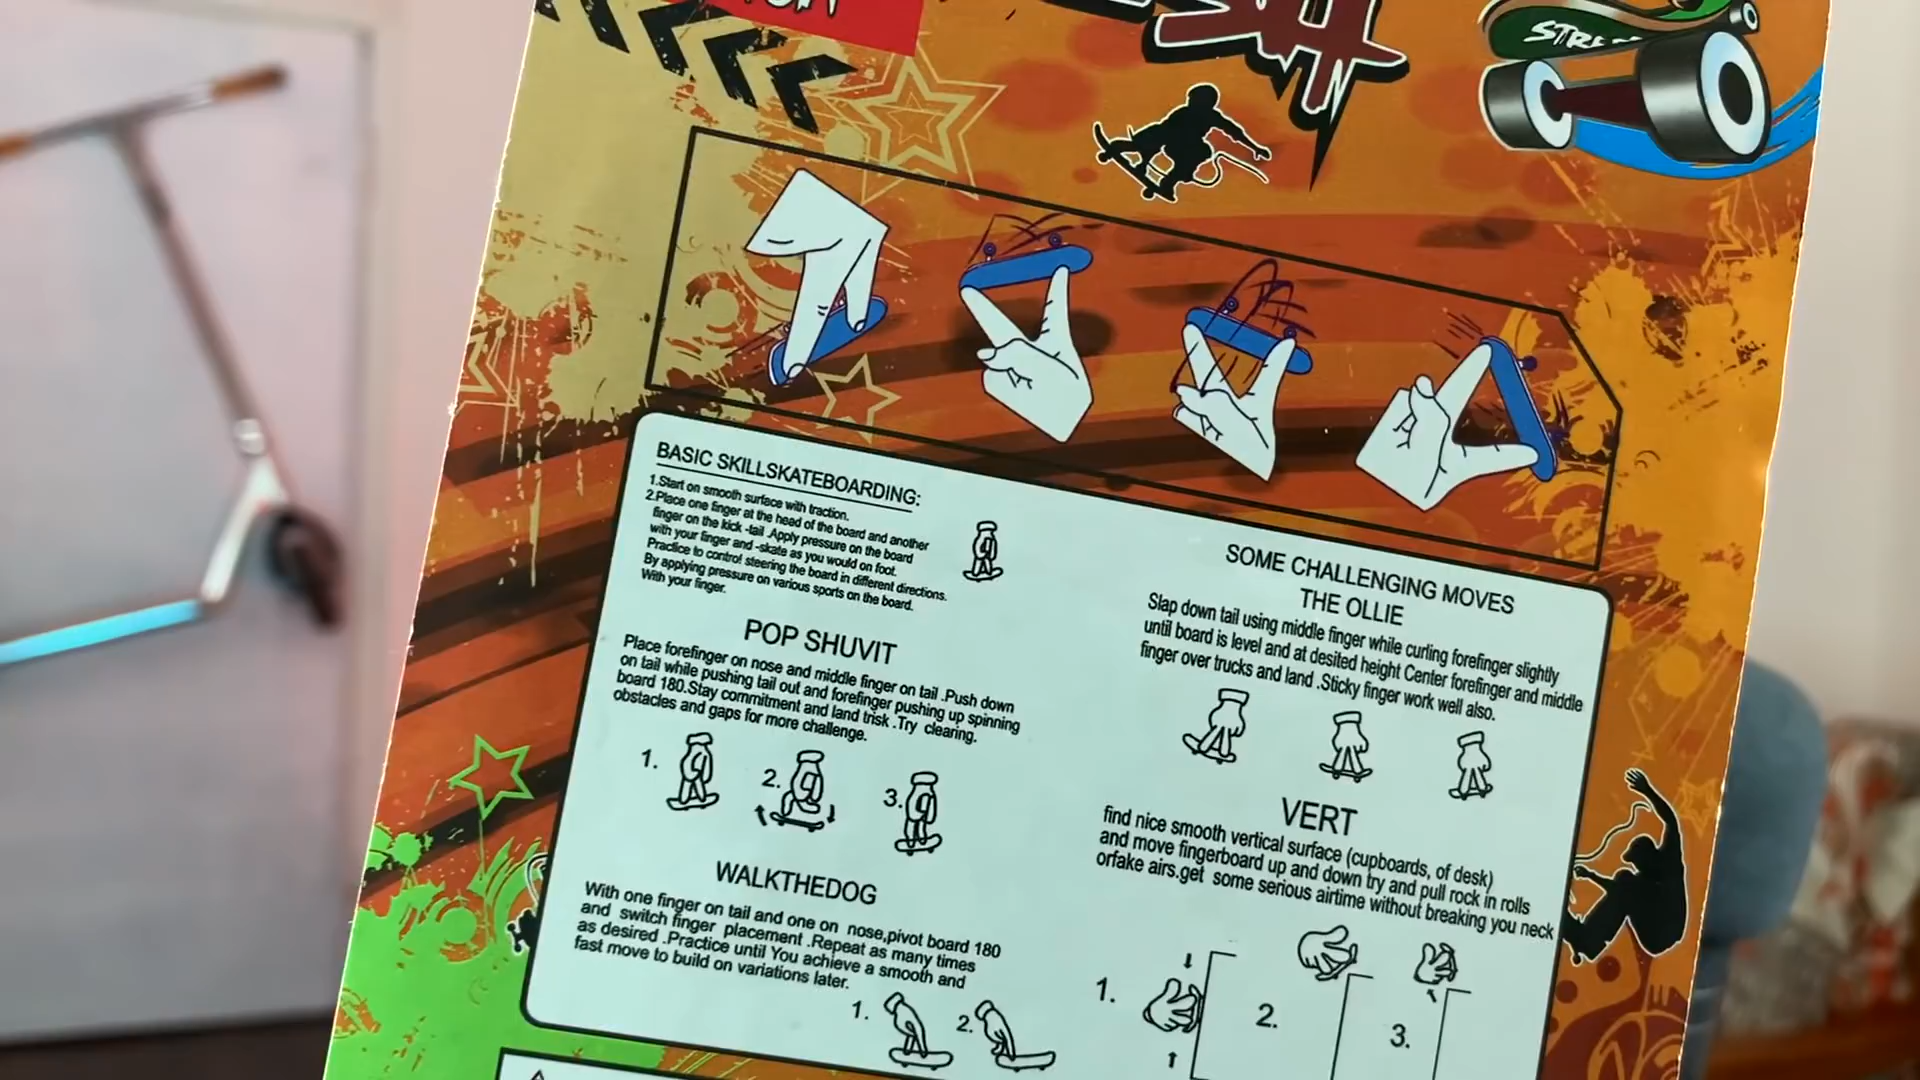 BASIC SKILLSKATEBOARDING:
1.Start on smooth surface with traction.
2.Place one finger at the head of the board and another
finger on the kick -tail .Apply pressure on the board
with your finger and -skate as you would on foot.
Practice to control steering the board in different directions.
By applying pressure on various sports on the board.
With your finger.
POP SHUVIT
Place forefinger on nose and middle finger on tail .Push down
on tail while pushing tail out and forefinger pushing up spinning
board 180.Stay commitment and land trisk .Try clearing.
obstacles and gaps for more challenge.
1.
2.
3.
WALKTHEDOG
With one finger on tail and one on nose,pivot board 180
and switch finger placement .Repeat as many times
as desired .Practice until You achieve a smooth and
fast move to build on variations later.
1.
2.
SOME CHALLENGING MOVES
THE OLLIE
Slap down tail using middle finger while curling forefinger slightly
until board is level and at desited height Center forefinger and middle
finger over trucks and land .Sticky finger work well also.
VERT
find nice smooth vertical surface (cupboards, of desk)
and move fingerboard up and down try and pull rock in rolls
orfake airs.get some serious airtime without breaking you neck
1.
2.
3.